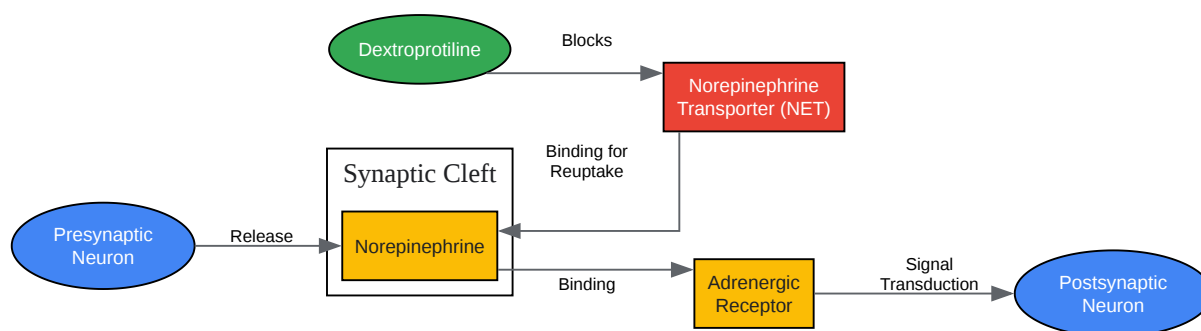 Dextroprotiline
Blocks
Norepinephrine
Transporter (NET)
Binding for
Reuptake
Synaptic Cleft
Presynaptic
Neuron
Release
Norepinephrine
Binding
Adrenergic
Receptor
Signal
Transduction
Postsynaptic
Neuron